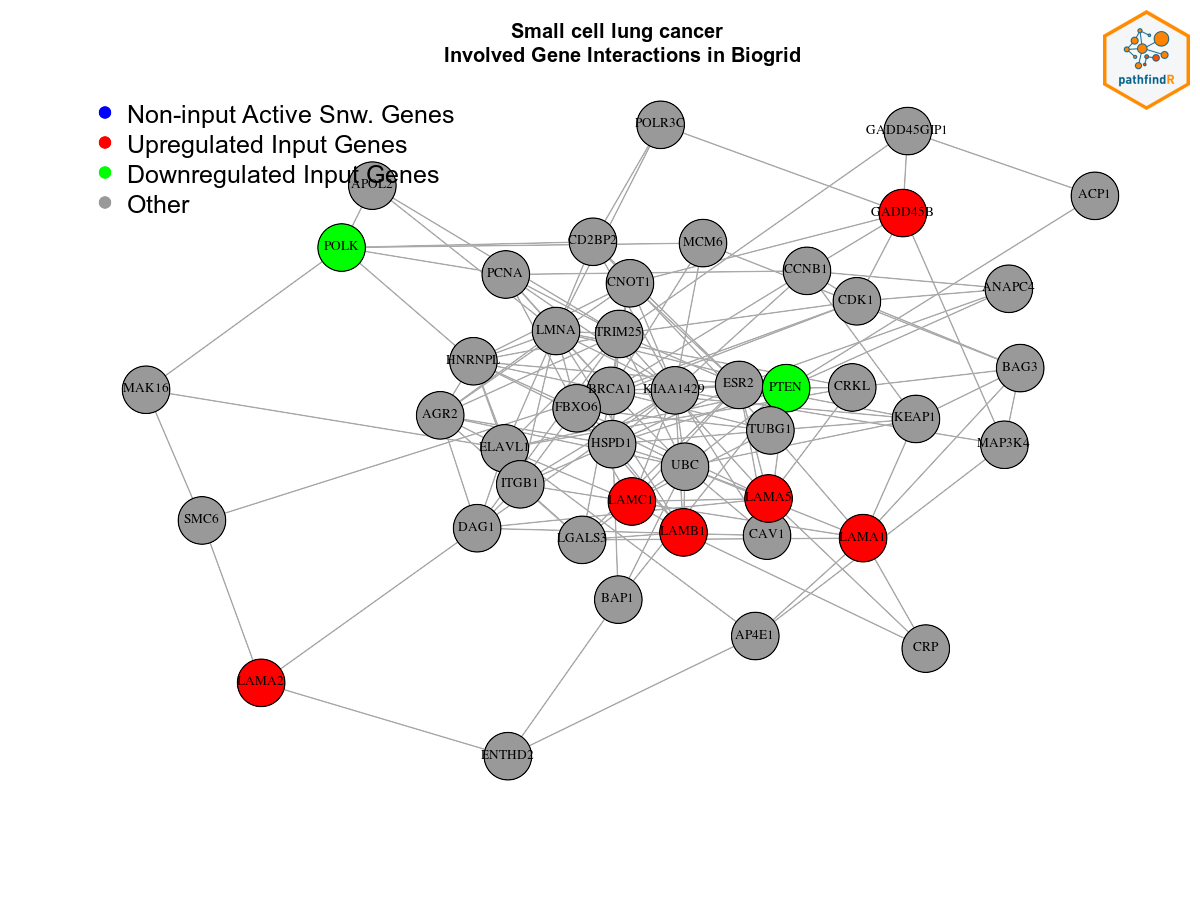 Small cell lung cancer
Involved Gene Interactions in Biogrid
pathfindR
Non-input Active Snw. Genes
Upregulated Input Genes
Downregulated Input Genes
Other
POLR3C
GADD45GIP1
APOL2
ACP1
GADD45B
POLK
CD2BP2
MCM6
PCNA
CNOT1
CCNB1
ANAPC4
CDK1
LMNA
TRIM25
HNRNPL
BAG3
MAK16
BRCA1
KIAA1429
ESR2
PTEN
CRKL
AGR2
FBXO6
KEAP1
TUBG1
MAP3K4
ELAVL1
HSPD1
UBC
ITGB1
LAMC1
LAMA5
SMC6
DAG1
LGALS3
LAMB1
CAV1
LAMA1
BAP1
AP4E1
CRP
LAMA2
ENTHD2